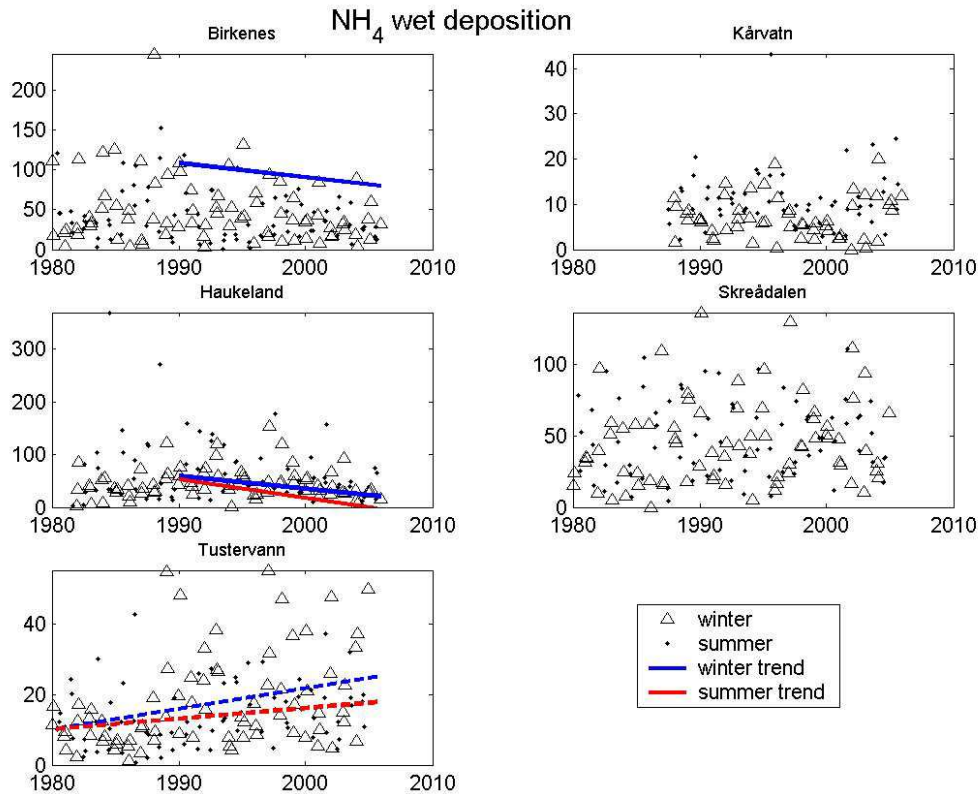 NH4 wet deposition
Birkenes
200
150
100
50
0
1980 1990 2000 2010
Kårvatn
40
30
20
10
0
1980 1990 2000 2010
Haukeland
300
200
100
0
1980 1990 2000 2010
Skreådalen
100
50
0
1980 1990 2000 2010
Tustervann
40
20
0
1980 1990 2000 2010
winter
summer
winter trend
summer trend